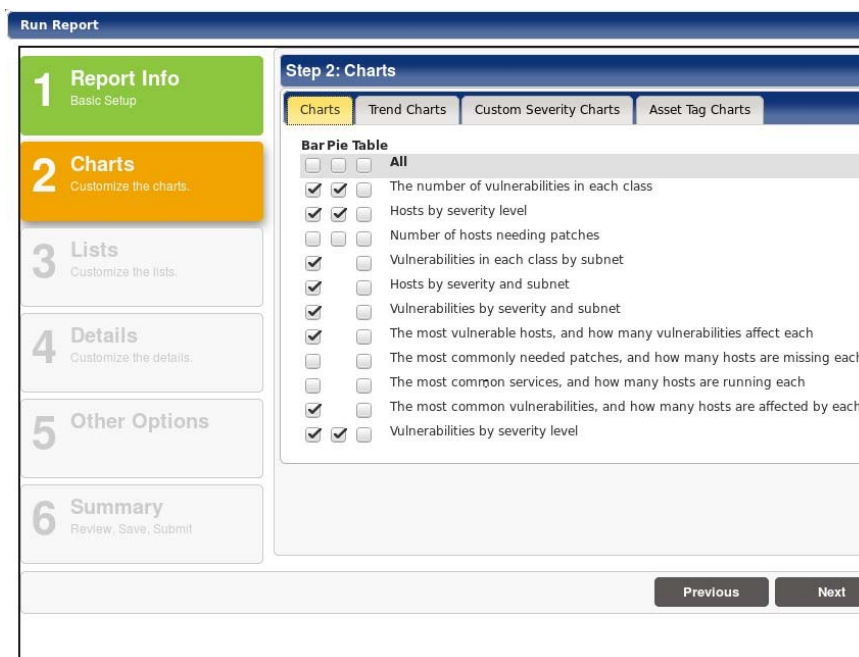 Run Report
1 Report Info
Basic Setup
2 Charts
Customize the charts.
3 Lists
Customize the lists.
4 Details
Customize the details.
5 Other Options
6 Summary
Review, Save, Submit
Step 2: Charts
Charts Trend Charts Custom Severity Charts Asset Tag Charts
Bar Pie Table
All
The number of vulnerabilities in each class
Hosts by severity level
Number of hosts needing patches
Vulnerabilities in each class by subnet
Hosts by severity and subnet
Vulnerabilities by severity and subnet
The most vulnerable hosts, and how many vulnerabilities affect each
The most commonly needed patches, and how many hosts are missing each
The most common services, and how many hosts are running each
The most common vulnerabilities, and how many hosts are affected by each
Vulnerabilities by severity level
Previous Next